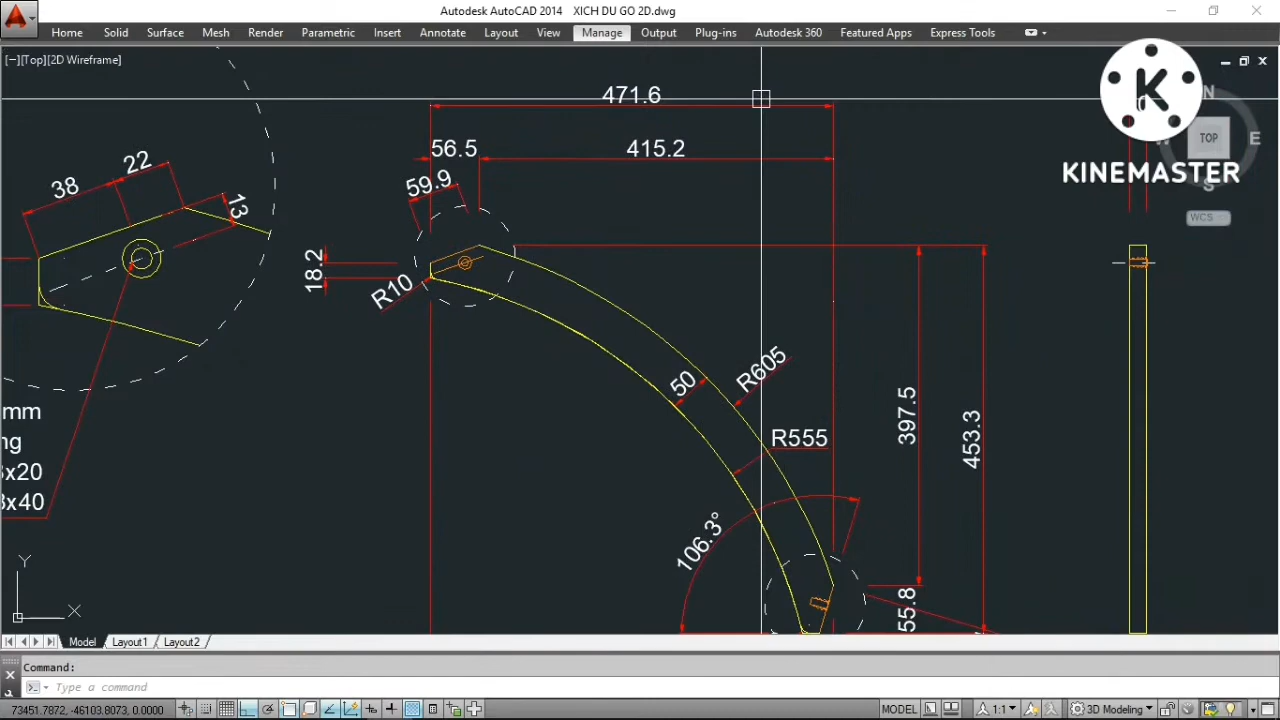 Autodesk AutoCAD 2014 XICH DU GO 2D.dwg
Home Solid Surface Mesh Render Parametric Insert Annotate Layout View Manage Output Plug-ins Autodesk 360 Featured Apps Express Tools
[−][Top][2D Wireframe]
471.6
N
K
TOP
E
S
KINEMASTER
WCS
56.5
415.2
59.9
22
38
13
18.2
R10
50
R605
R555
397.5
453.3
106.3°
55.8
mm
ng
3x20
3x40
Y
X
Model Layout1 Layout2
Command:
Type a command
73451.7872, -46103.8073, 0.0000
MODEL
1:1
3D Modeling